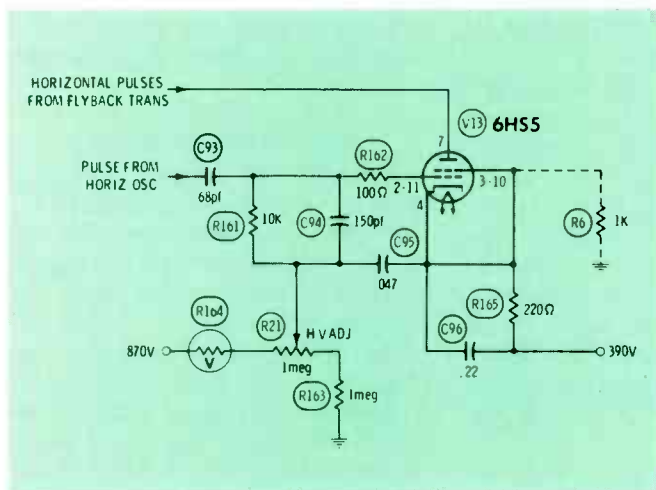 HORIZONTAL PULSES
FROM FLYBACK TRANS
V13 6HS5
7
C93
PULSE FROM
HORIZ OSC
68pf
R162
100Ω
2-11
3-10
4
R161
10K
C94
150pf
C95
.047
R6
1K
R164
V
870V
R21
H V ADJ
1meg
R163
1meg
C96
.22
R165
220Ω
390V